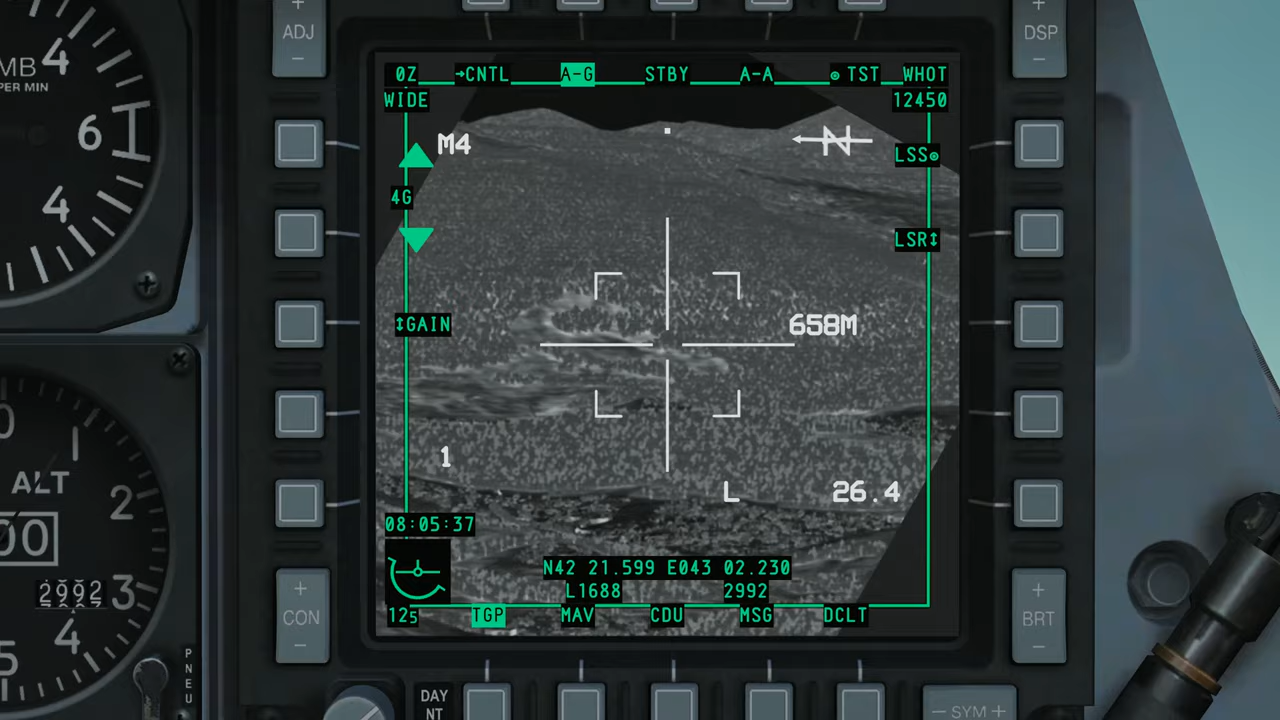 ADJ
DSP
MB
PER MIN
4
6
4
0Z →CNTL A-G STBY A-A TST WHOT
WIDE
12450
M4
N
LSS
4G
LSR↕
↕GAIN
658M
1
L
26.4
08:05:37
N42 21.599 E043 02.230
L1688
2992
12s TGP MAV CDU MSG DCLT
0
1
ALT
2
00
2992
3
4
5
PNEU
CON
BRT
DAY
NT
− SYM +